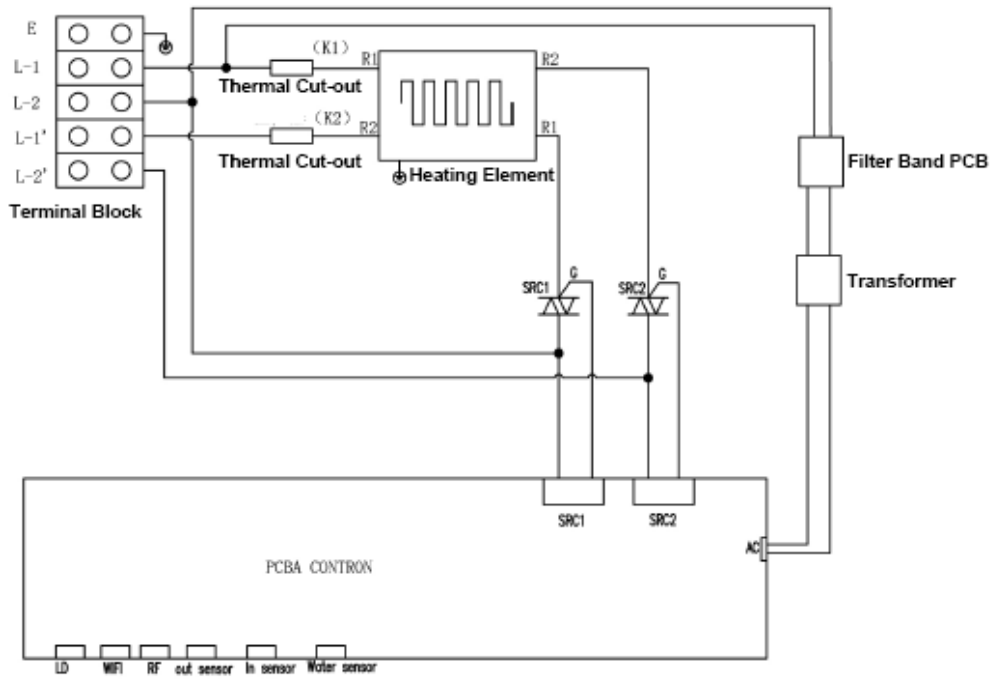 E
L-1
L-2
L-1'
L-2'
Terminal Block
(K1)
Thermal Cut-out
(K2)
Thermal Cut-out
R1
R2
R2
R1
Heating Element
Filter Band PCB
Transformer
SRC1
G
SRC2
G
SRC1
SRC2
AC
PCBA CONTRON
LD
WIFI
RF
out sensor
In sensor
Water sensor